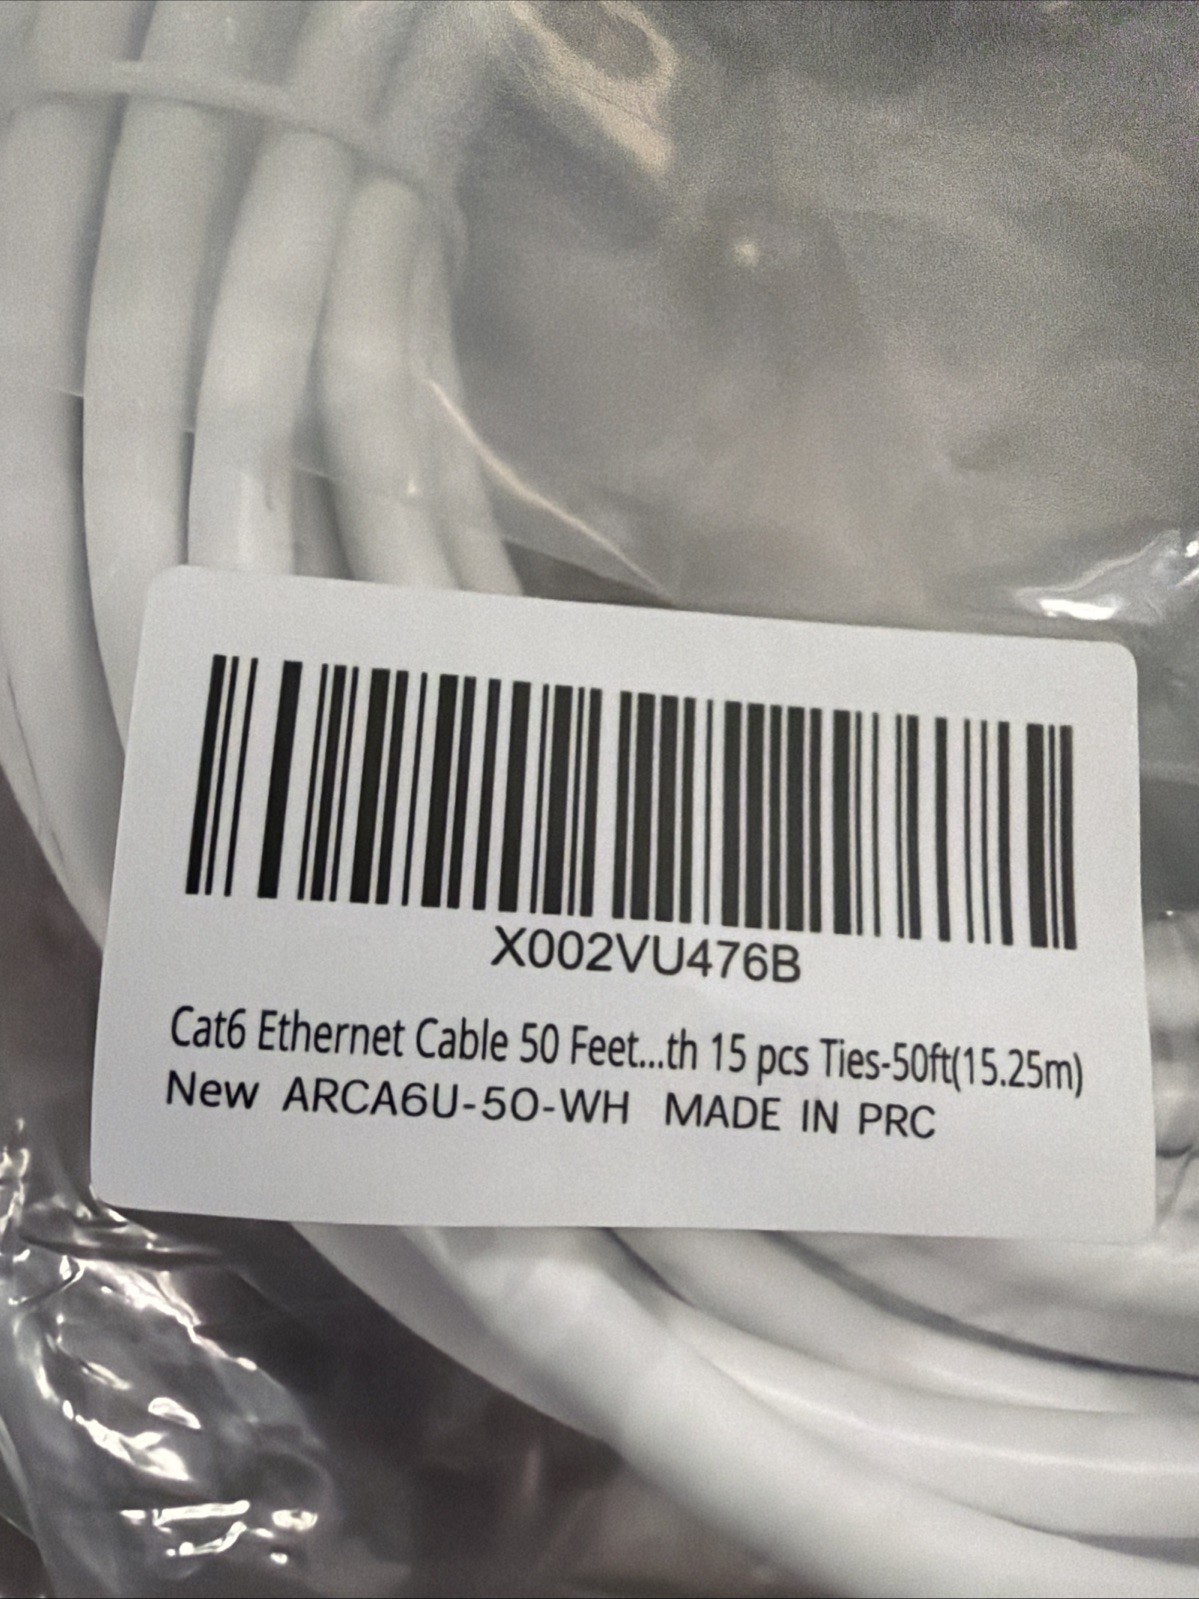 X002VU476B
Cat6 Ethernet Cable 50 Feet...th 15 pcs Ties-50ft(15.25m)
New ARCA6U-50-WH MADE IN PRC